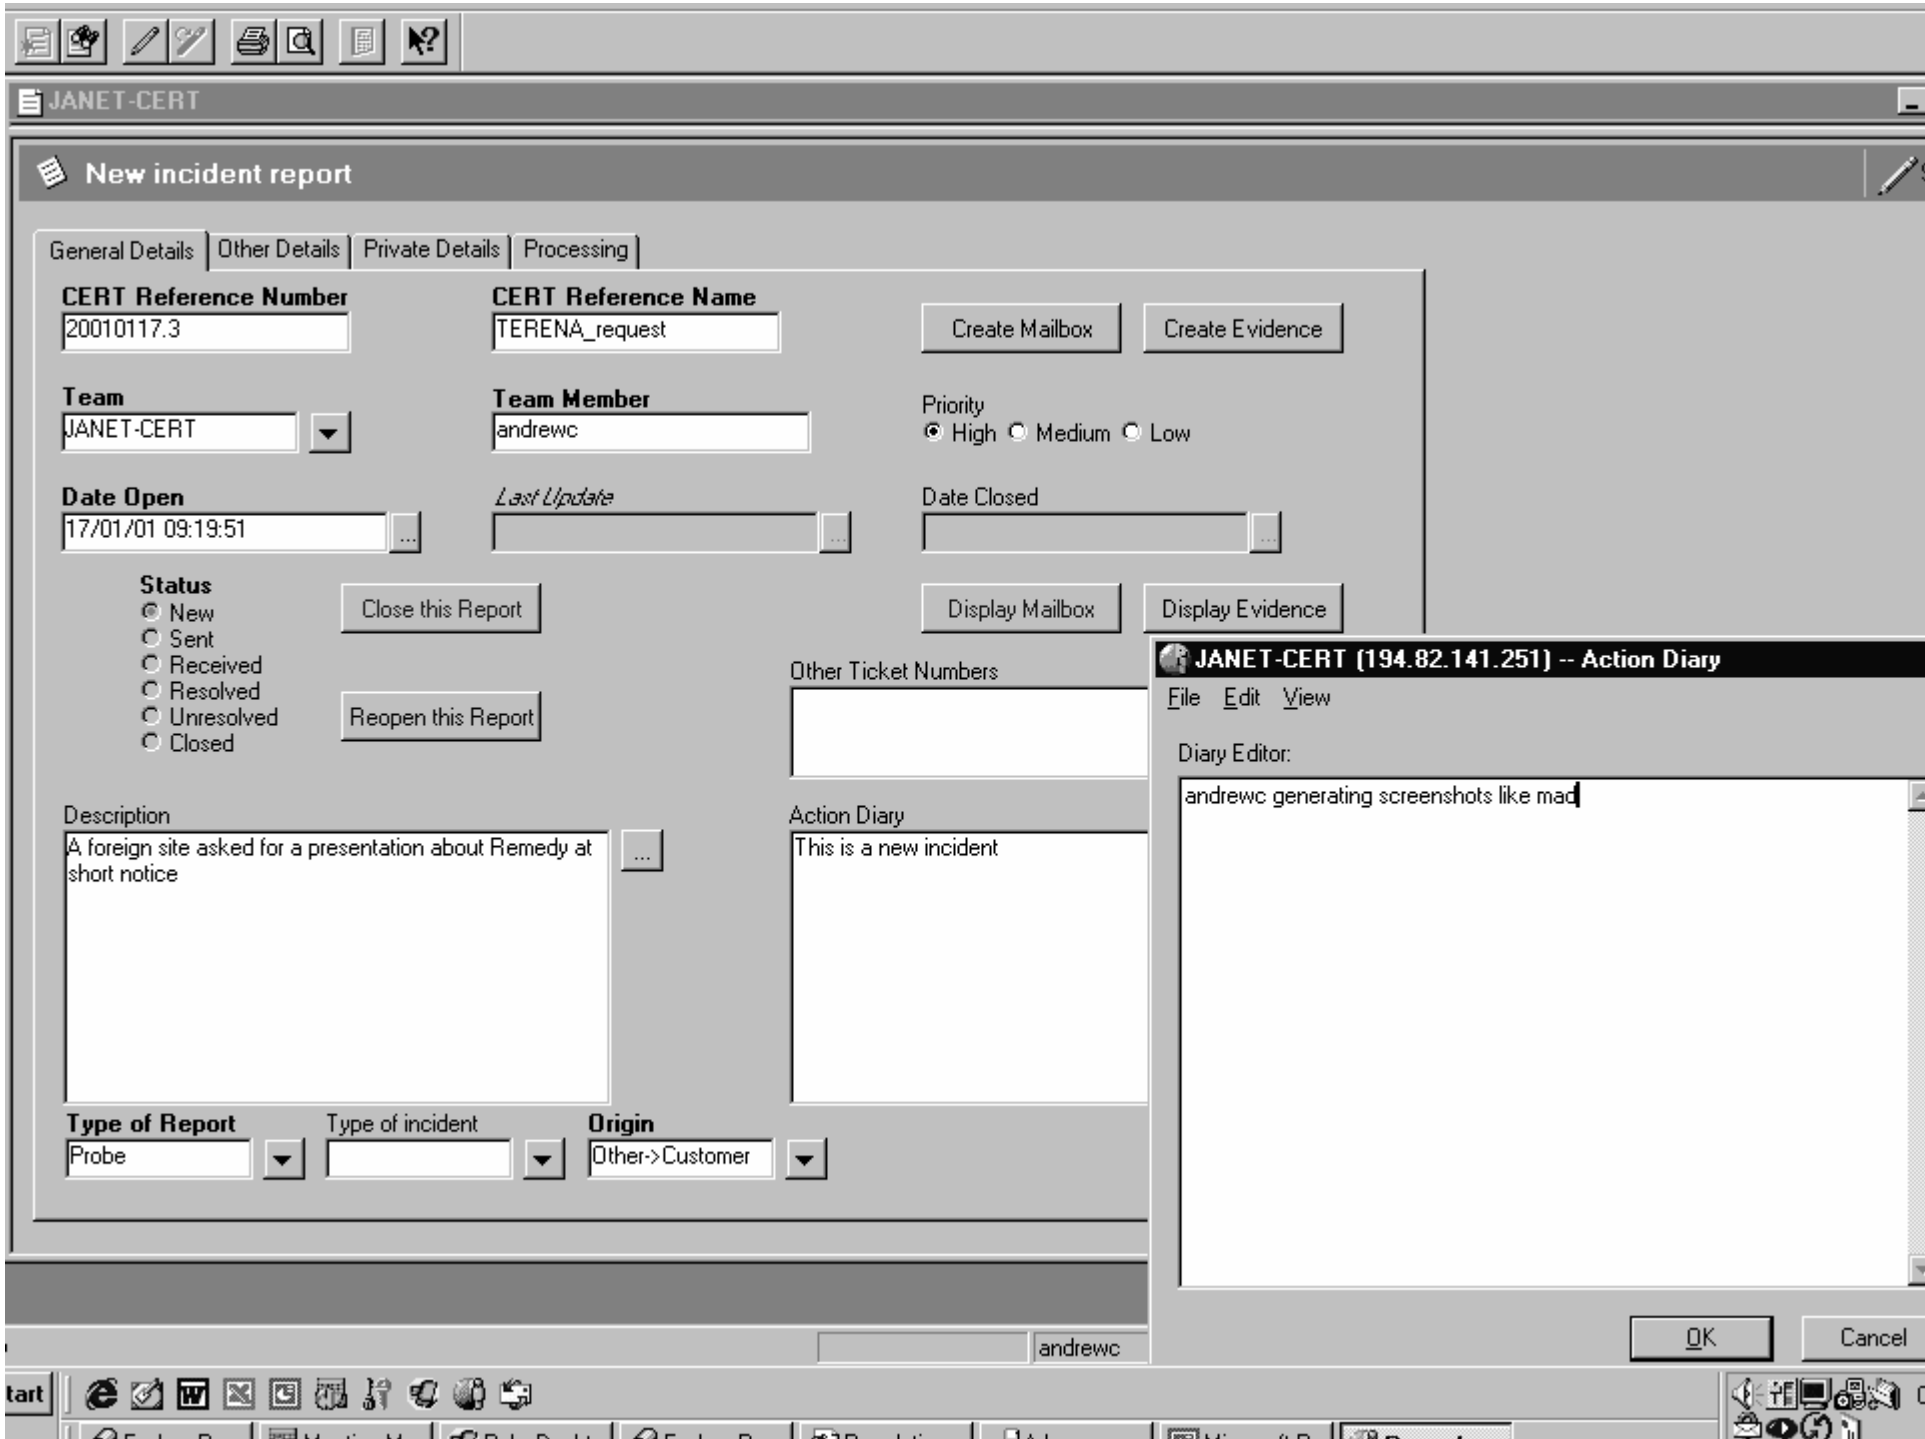 JANET-CERT
New incident report
General Details Other Details Private Details Processing
CERT Reference Number CERT Reference Name
20010117.3 TERENA_request Create Mailbox Create Evidence
Team Team Member
JANET-CERT andrewc
Priority
High Medium Low
Date Open Last Update Date Closed
17/01/01 09:19:51 ... ... ...
Status
New
Sent
Received
Resolved
Unresolved
Closed
Close this Report
Reopen this Report
Display Mailbox Display Evidence
Other Ticket Numbers
Description
A foreign site asked for a presentation about Remedy at
short notice
...
Action Diary
This is a new incident
Type of Report Type of incident Origin
Probe Other->Customer
JANET-CERT (194.82.141.251) -- Action Diary
File Edit View
Diary Editor:
andrewc generating screenshots like mad
OK Cancel
andrewc
tart